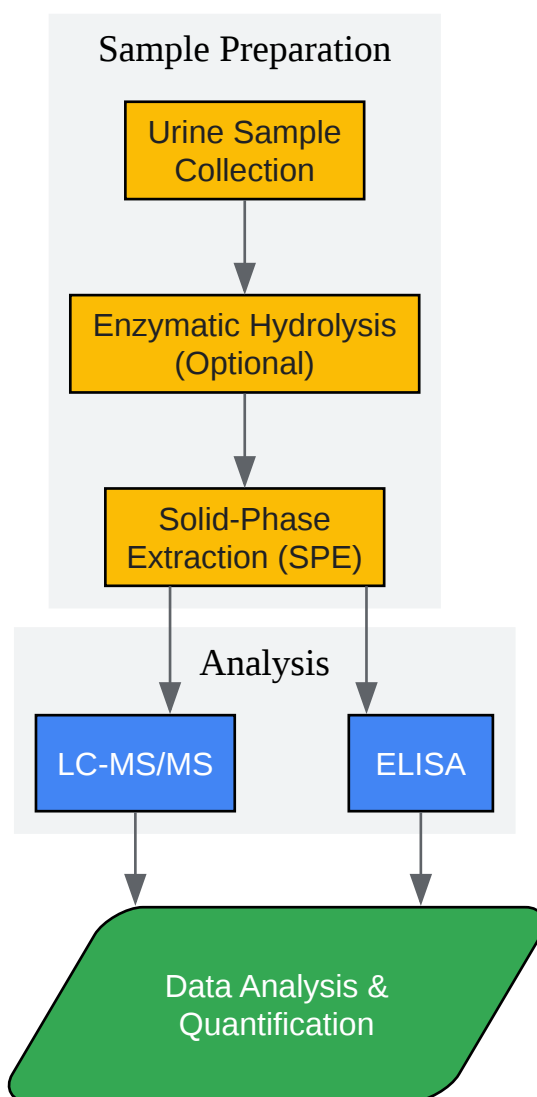 Sample Preparation
Urine Sample
Collection
Enzymatic Hydrolysis
(Optional)
Solid-Phase
Extraction (SPE)
Analysis
LC-MS/MS
ELISA
Data Analysis &
Quantification